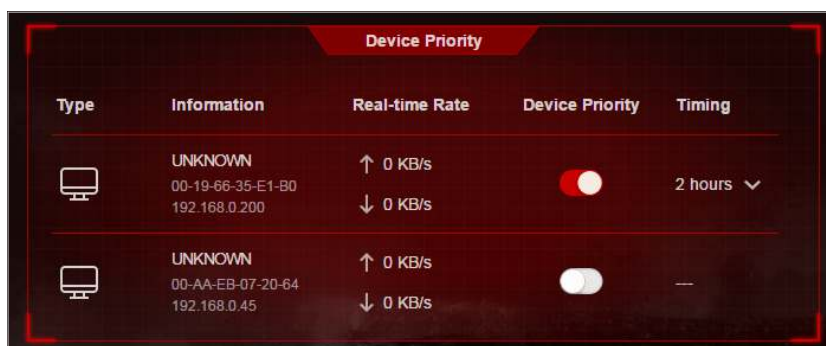 Device Priority
Type Information Real-time Rate Device Priority Timing
UNKNOWN
00-19-66-35-E1-B0
192.168.0.200
↑ 0 KB/s
↓ 0 KB/s
2 hours
UNKNOWN
00-AA-EB-07-20-64
192.168.0.45
↑ 0 KB/s
↓ 0 KB/s
---